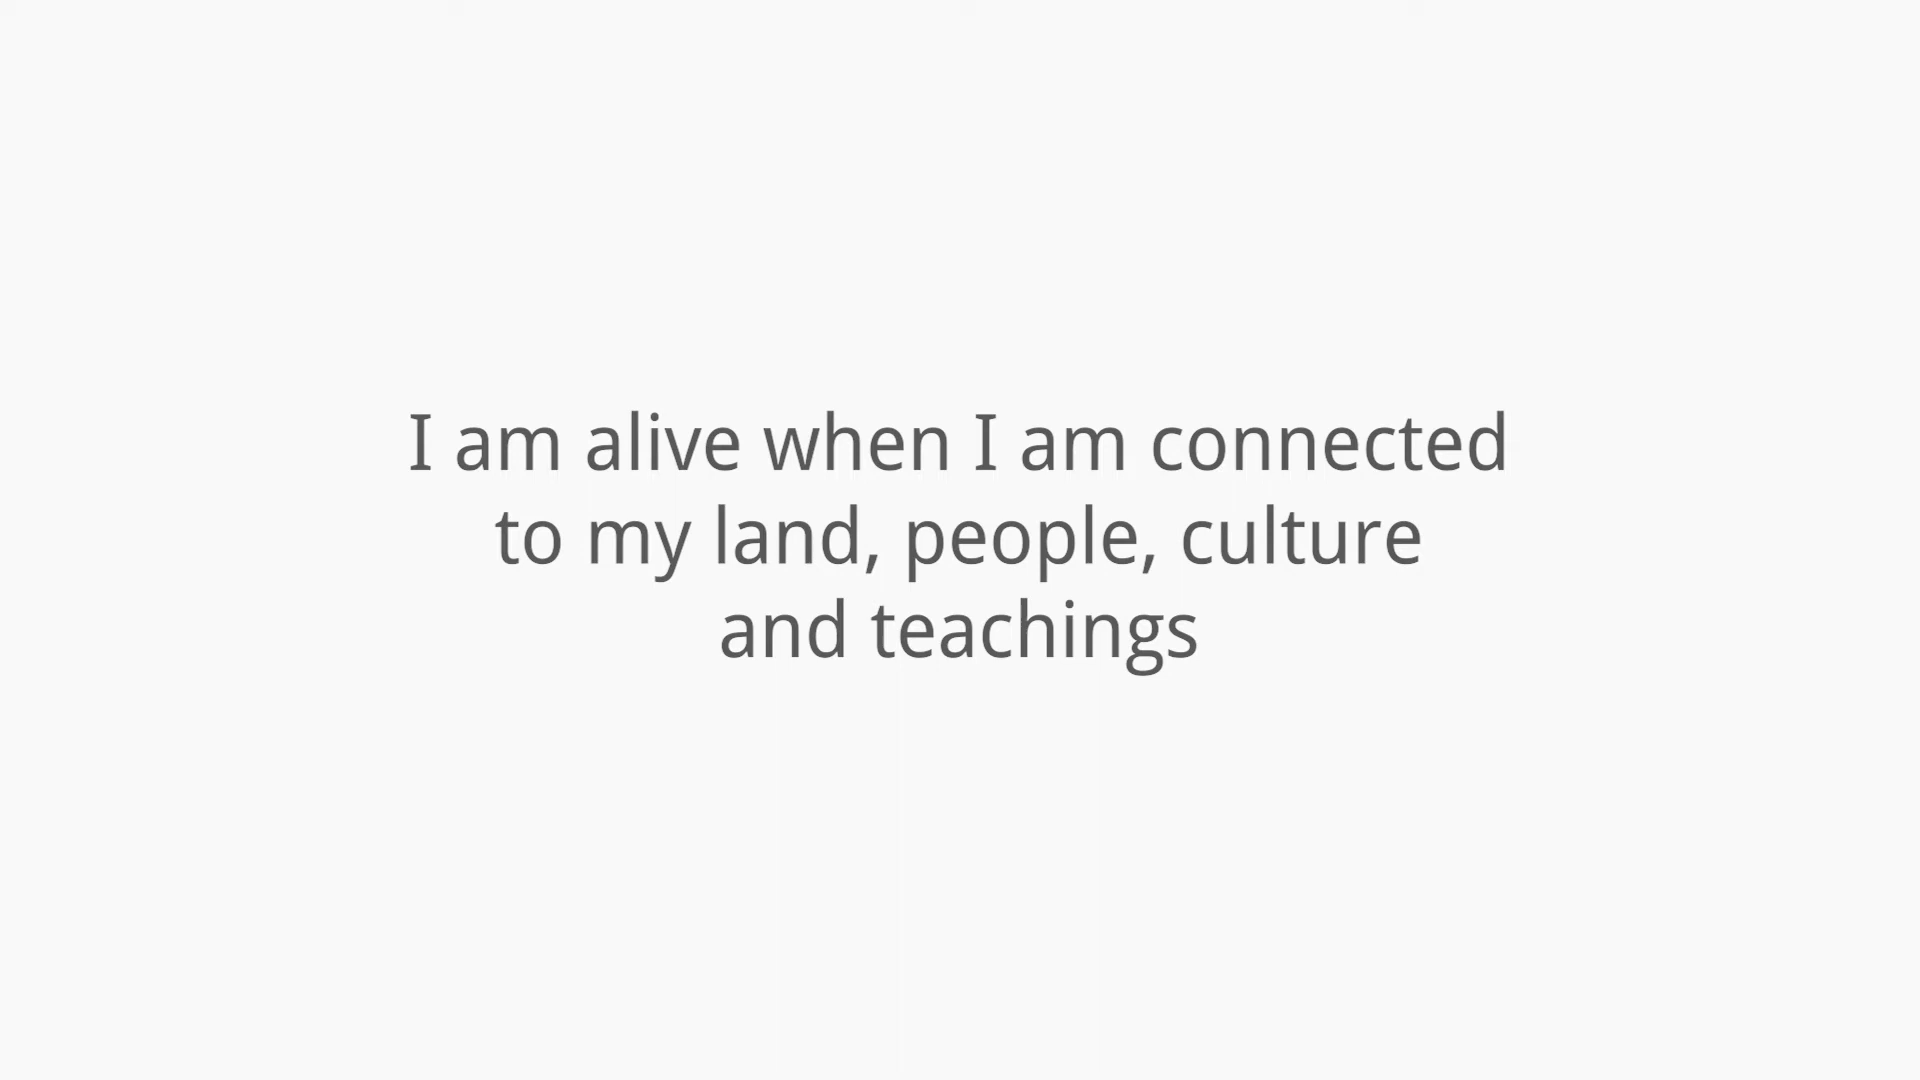 I am alive when I am connected
to my land, people, culture
and teachings